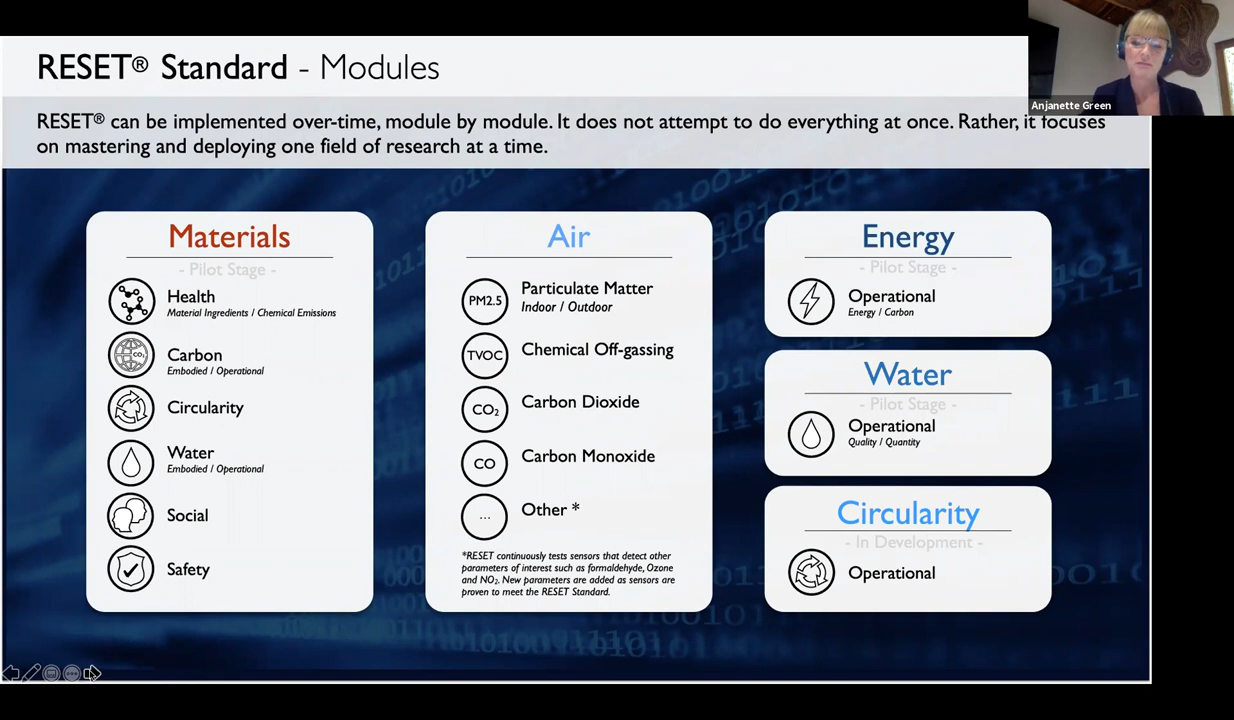 RESET® Standard - Modules
Anjanette Green
RESET® can be implemented over-time, module by module. It does not attempt to do everything at once. Rather, it focuses
on mastering and deploying one field of research at a time.
Materials
- Pilot Stage -
Health
Material Ingredients / Chemical Emissions
CO₂
Carbon
Embodied / Operational
Circularity
Water
Embodied / Operational
Social
Safety
Air
PM2.5
Particulate Matter
Indoor / Outdoor
TVOC
Chemical Off-gassing
CO₂
Carbon Dioxide
CO
Carbon Monoxide
...
Other *
*RESET continuously tests sensors that detect other
parameters of interest such as formaldehyde, Ozone
and NO₂. New parameters are added as sensors are
proven to meet the RESET Standard.
Energy
- Pilot Stage -
Operational
Energy / Carbon
Water
- Pilot Stage -
Operational
Quality / Quantity
Circularity
- In Development -
Operational